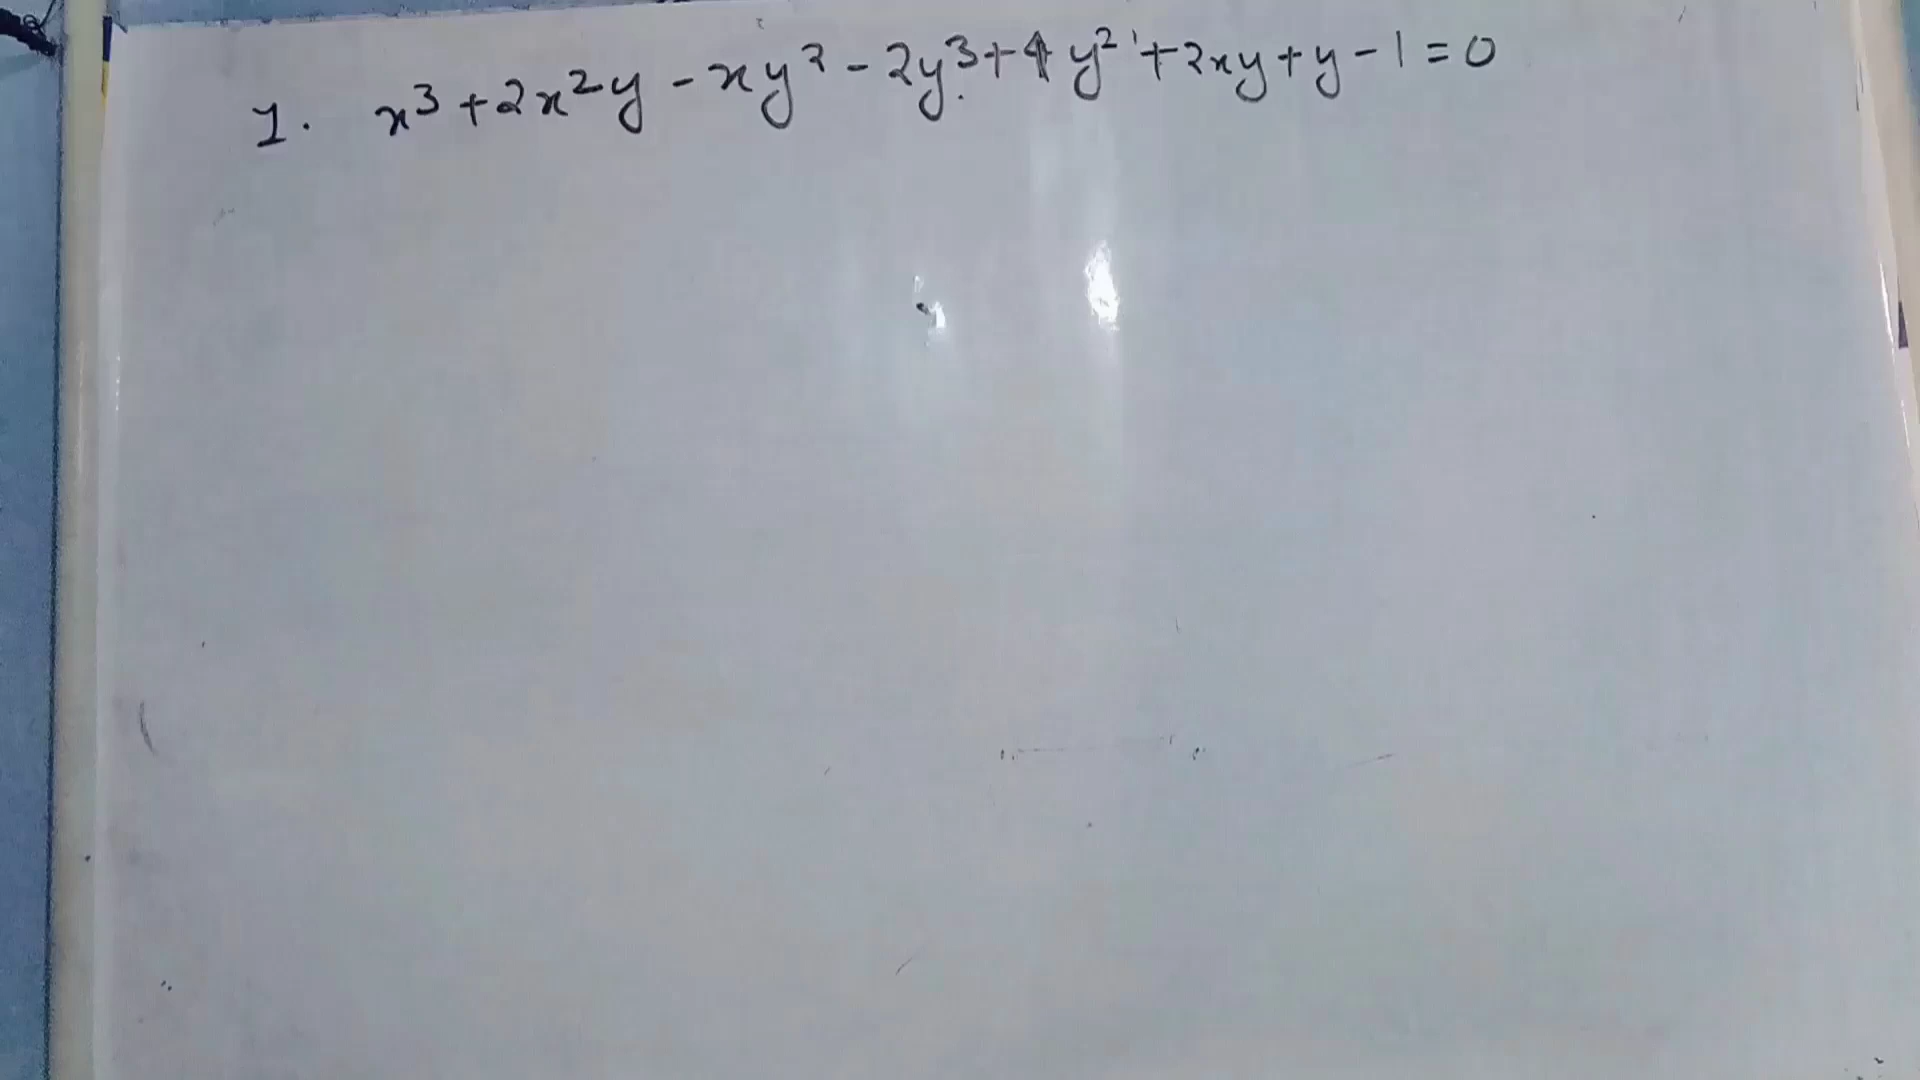 1. x³ + 2x²y - xy² - 2y³ + 4y² + 2xy + y - 1 = 0